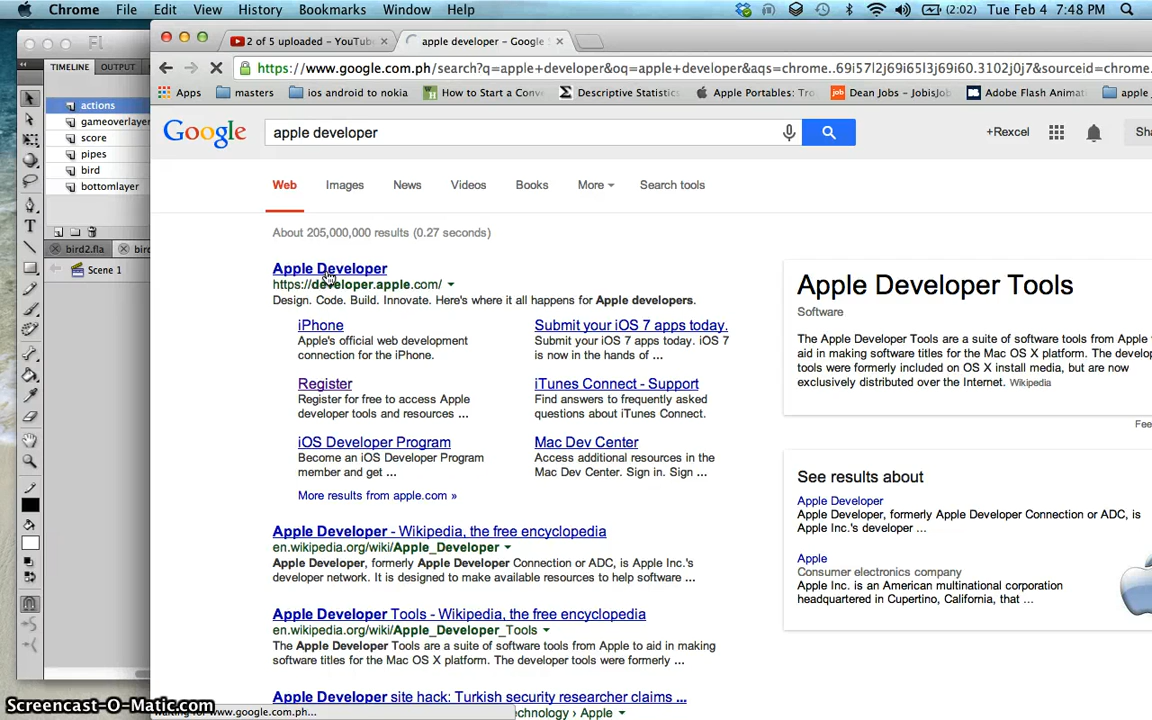 Chrome File Edit View History Bookmarks Window Help (2:02) Tue Feb 4 7:48 PM
Fl
2 of 5 uploaded - YouTube
apple developer - Google
TIMELINE OUTPUT
https://www.google.com.ph/search?q=apple+developer&oq=apple+developer&aqs=chrome..69i57l2j69i65l3j69i60.3102j0j7&sourceid=chrome
Apps masters ios android to nokia How to Start a Conv Descriptive Statistics Apple Portables: Tro Dean Jobs - JobisJob Adobe Flash Animati apple
actions
gameoverlayer
score
pipes
bird
bottomlayer
bird2.fla
Scene 1
Google apple developer +Rexcel Sha
Web Images News Videos Books More Search tools
About 205,000,000 results (0.27 seconds)
Apple Developer
https://developer.apple.com/
Design. Code. Build. Innovate. Here's where it all happens for Apple developers.
iPhone
Apple's official web development
connection for the iPhone.
Submit your iOS 7 apps today.
Submit your iOS 7 apps today. iOS 7
is now in the hands of ...
Register
Register for free to access Apple
developer tools and resources ...
iTunes Connect - Support
Find answers to frequently asked
questions about iTunes Connect.
iOS Developer Program
Become an iOS Developer Program
member and get ...
Mac Dev Center
Access additional resources in the
Mac Dev Center. Sign in. Sign ...
More results from apple.com »
Apple Developer - Wikipedia, the free encyclopedia
en.wikipedia.org/wiki/Apple_Developer
Apple Developer, formerly Apple Developer Connection or ADC, is Apple Inc.'s
developer network. It is designed to make available resources to help software ...
Apple Developer Tools - Wikipedia, the free encyclopedia
en.wikipedia.org/wiki/Apple_Developer_Tools
The Apple Developer Tools are a suite of software tools from Apple to aid in making
software titles for the Mac OS X platform. The developer tools were formerly ...
Apple Developer site hack: Turkish security researcher claims ...
echnology › Apple
Apple Developer Tools
Software
The Apple Developer Tools are a suite of software tools from
aid in making software titles for the Mac OS X platform. The develo
tools were formerly included on OS X install media, but are now
exclusively distributed over the Internet. Wikipedia
Fee
See results about
Apple Developer
Apple Developer, formerly Apple Developer Connection or ADC, is
Apple Inc.'s developer ...
Apple
Consumer electronics company
Apple Inc. is an American multinational corporation
headquartered in Cupertino, California, that ...
Screencast-O-Matic.com
waiting for www.google.com.ph...